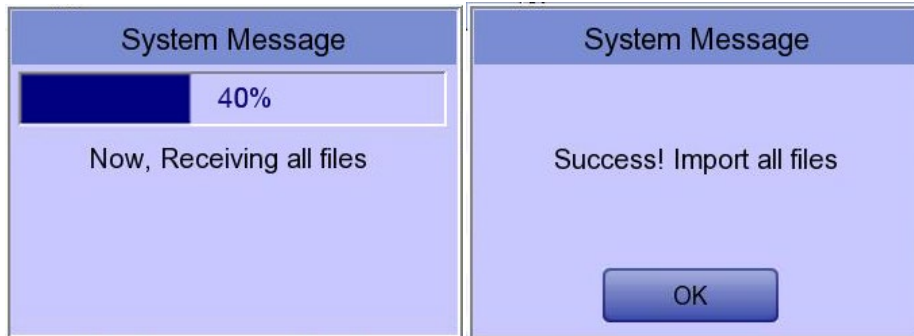 System Message
40%
Now, Receiving all files
System Message
Success! Import all files
OK